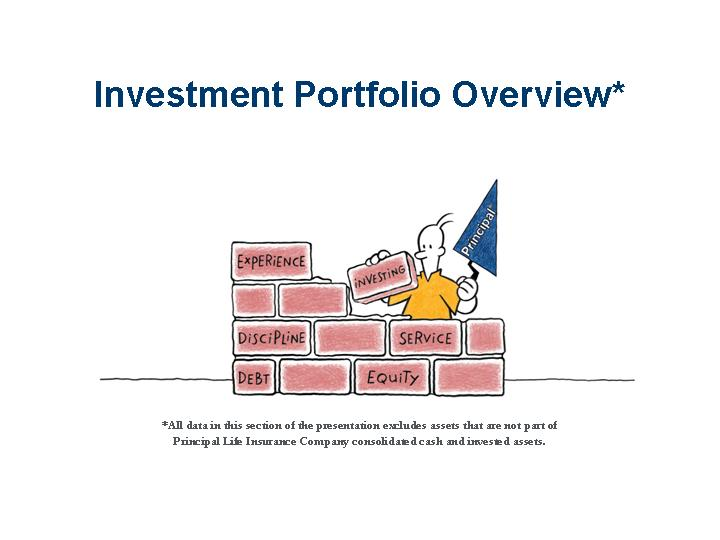 Investment Portfolio Overview*
Principal
EXPERiENCE
iNVESTiNG
DiSCiPLiNE
SERViCE
DEBT
EQUiTY
*All data in this section of the presentation excludes assets that are not part of
Principal Life Insurance Company consolidated cash and invested assets.